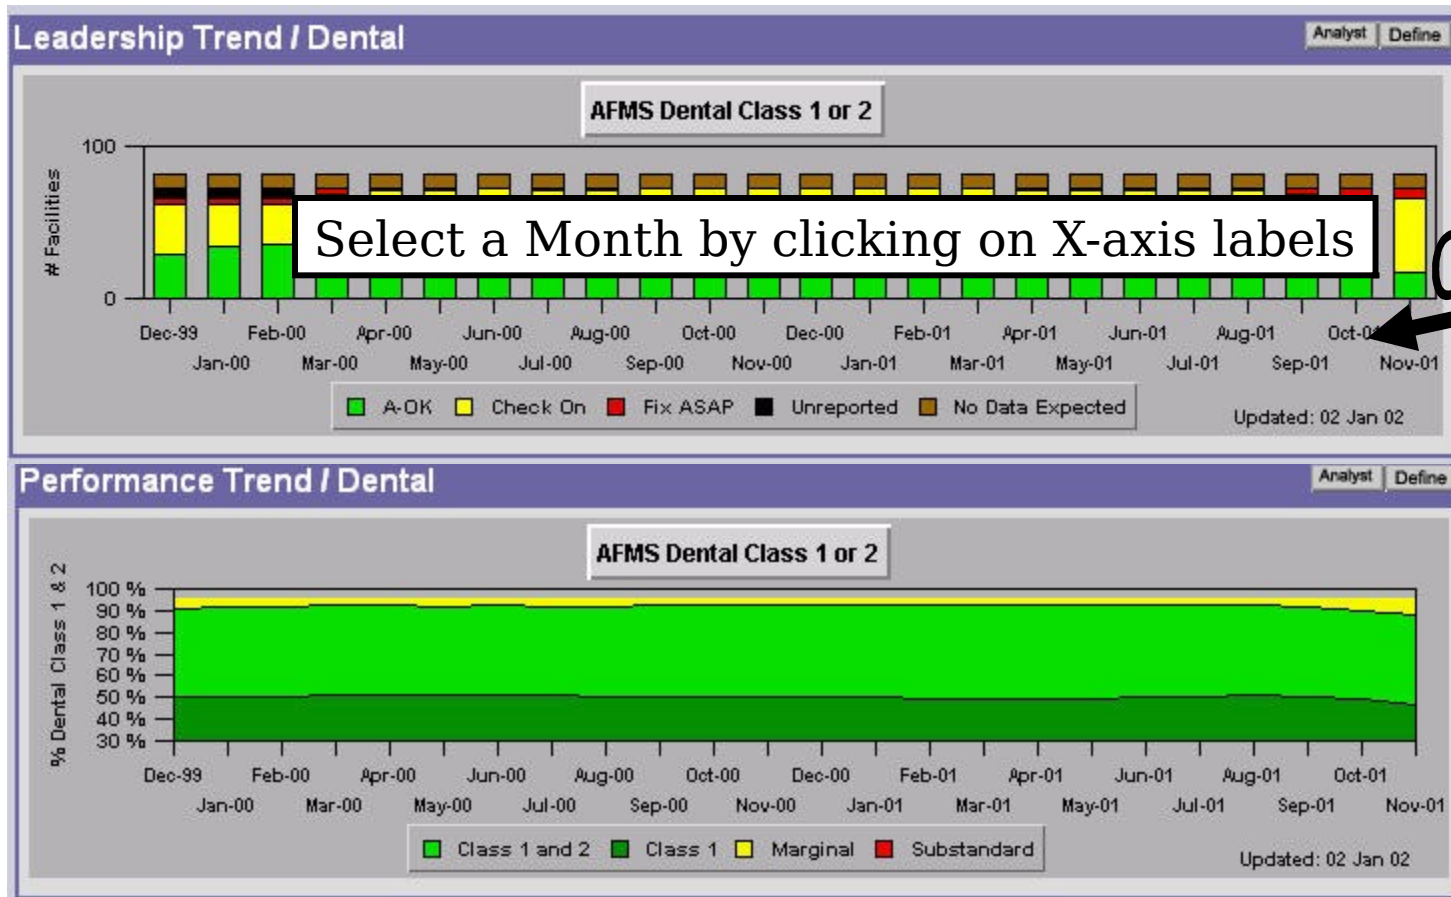 Leadership Trend / Dental
Analyst Define
AFMS Dental Class 1 or 2
100
# Facilities
Select a Month by clicking on X-axis labels
0
Dec-99 Feb-00 Apr-00 Jun-00 Aug-00 Oct-00 Dec-00 Feb-01 Apr-01 Jun-01 Aug-01 Oct-01
Jan-00 Mar-00 May-00 Jul-00 Sep-00 Nov-00 Jan-01 Mar-01 May-01 Jul-01 Sep-01 Nov-01
A-OK Check On Fix ASAP Unreported No Data Expected
Updated: 02 Jan 02
Performance Trend / Dental
Analyst Define
AFMS Dental Class 1 or 2
% Dental Class 1 & 2
100 %
90 %
80 %
70 %
60 %
50 %
40 %
30 %
Dec-99 Feb-00 Apr-00 Jun-00 Aug-00 Oct-00 Dec-00 Feb-01 Apr-01 Jun-01 Aug-01 Oct-01
Jan-00 Mar-00 May-00 Jul-00 Sep-00 Nov-00 Jan-01 Mar-01 May-01 Jul-01 Sep-01 Nov-01
Class 1 and 2 Class 1 Marginal Substandard
Updated: 02 Jan 02